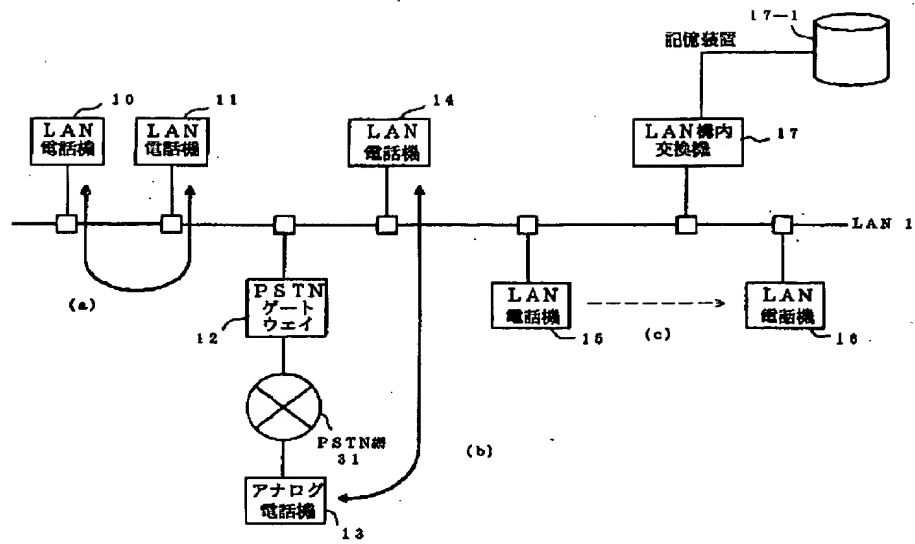 17-1
記憶装置
10
11
14
LAN
電話機
LAN
電話機
LAN
電話機
LAN構内
交換機
17
LAN 1
(a)
PSTN
ゲート
ウェイ
12
LAN
電話機
15
(c)
LAN
電話機
16
PSTN網
31
(b)
アナログ
電話機
13